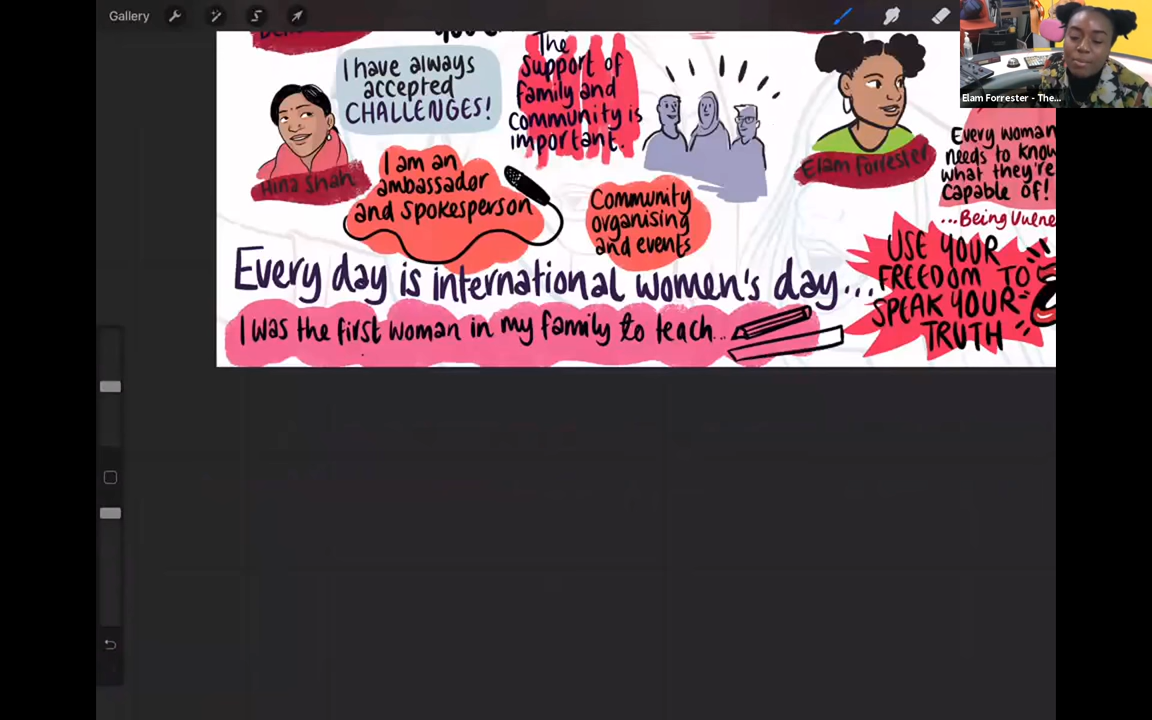 Gallery
Elam Forrester - The...
I have always
accepted
CHALLENGES!
The
support of
family and
community is
important.
Hina Shah
I am an
ambassador
and spokesperson
Community
organising
and events
Elam Forrester
Every woman
needs to know
what they're
capable of!
...Being Vulne
USE YOUR
FREEDOM TO
SPEAK YOUR
TRUTH
Every day is international women's day...
I was the first woman in my family to teach...